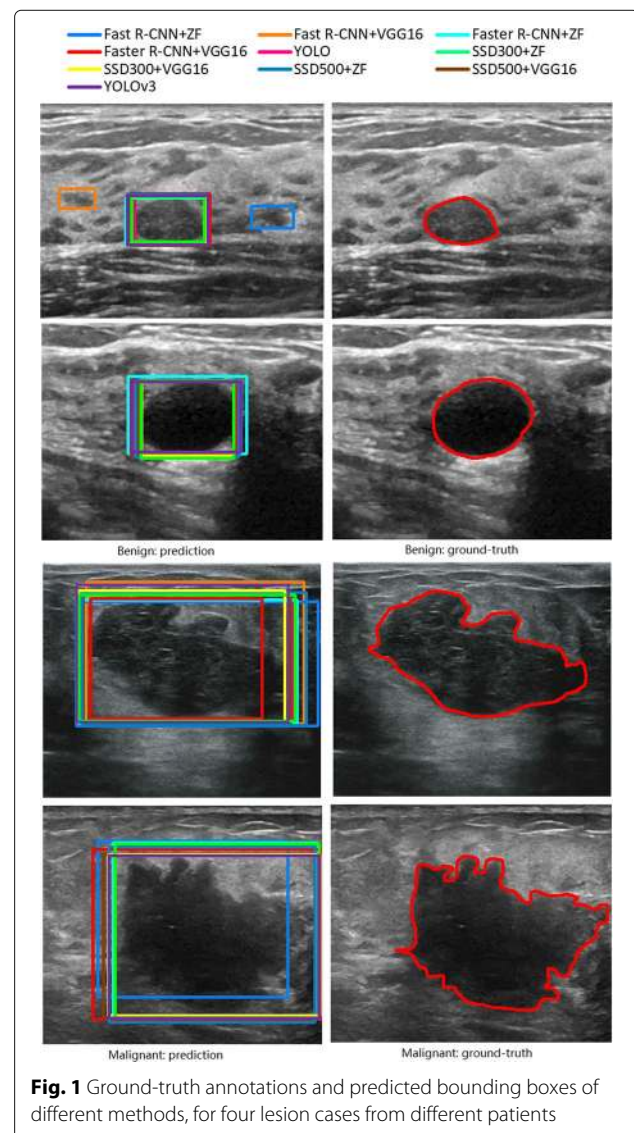 Fast R-CNN+ZF Fast R-CNN+VGG16 Faster R-CNN+ZF
Faster R-CNN+VGG16 YOLO SSD300+ZF
SSD300+VGG16 SSD500+ZF SSD500+VGG16
YOLOv3
Benign: prediction Benign: ground-truth
Malignant: prediction Malignant: ground-truth
Fig. 1 Ground-truth annotations and predicted bounding boxes of
different methods, for four lesion cases from different patients